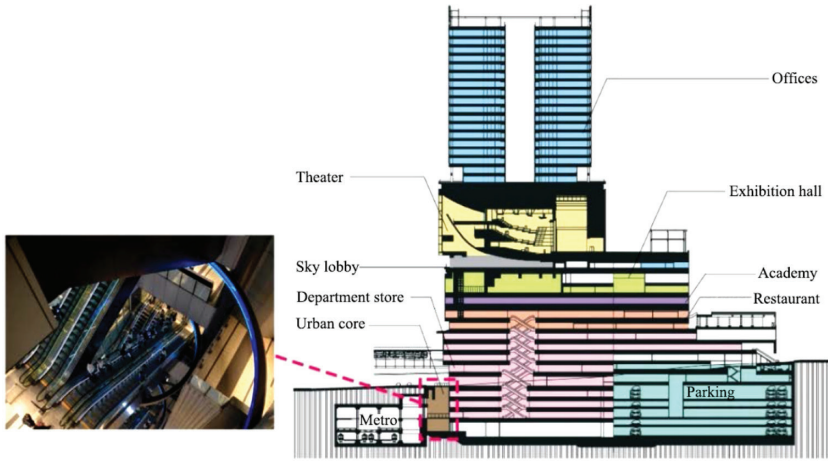 Offices
Theater
Exhibition hall
Sky lobby
Academy
Department store
Restaurant
Urban core
Parking
Metro